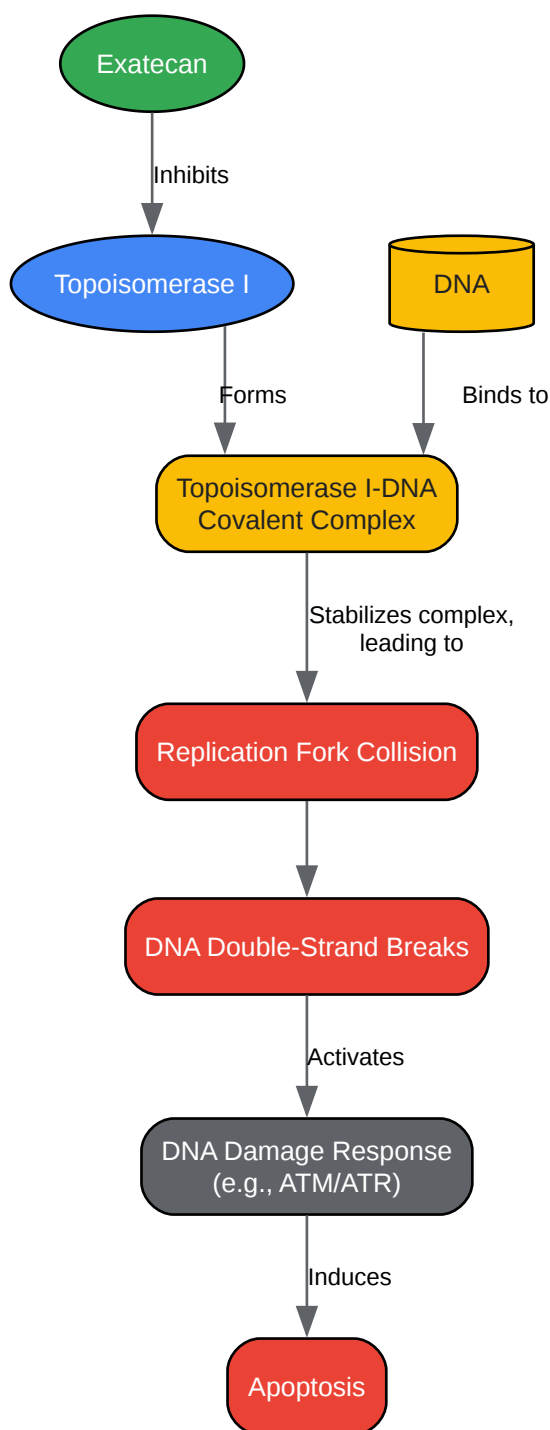 Exatecan
Inhibits
Topoisomerase I
DNA
Forms
Binds to
Topoisomerase I-DNA
Covalent Complex
Stabilizes complex,
leading to
Replication Fork Collision
DNA Double-Strand Breaks
Activates
DNA Damage Response
(e.g., ATM/ATR)
Induces
Apoptosis